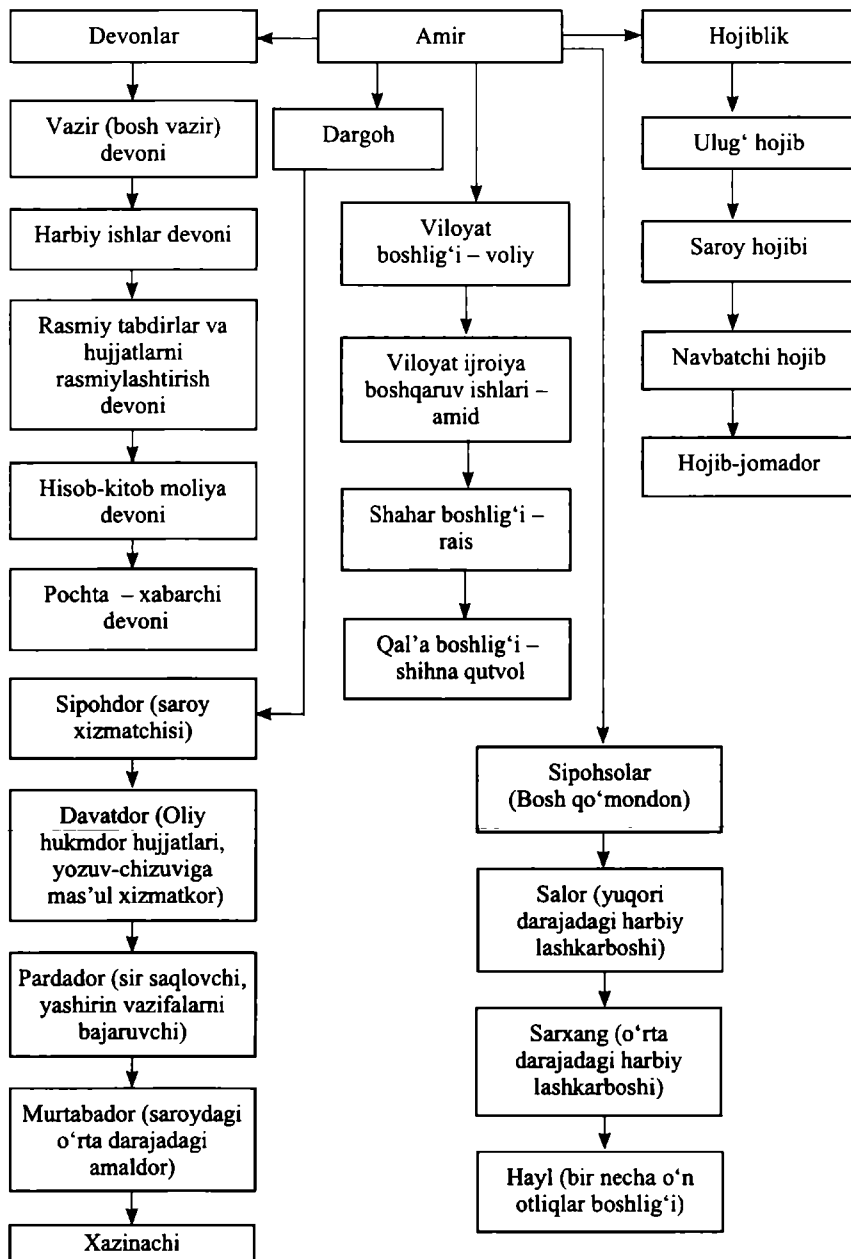 Devonlar
Amir
Hojiblik
Vazir (bosh vazir)
devoni
Dargoh
Ulug‘ hojib
Harbiy ishlar devoni
Viloyat
boshlig‘i – voliy
Saroy hojibi
Rasmiy tabdirlar va
hujjatlarni
rasmiylashtirish
devoni
Viloyat ijroiya
boshqaruv ishlari –
amid
Navbatchi hojib
Hojib-jomador
Hisob-kitob moliya
devoni
Shahar boshlig‘i –
rais
Pochta – xabarchi
devoni
Qal’a boshlig‘i –
shihna qutvol
Sipohdor (saroy
xizmatchisi)
Sipohsolar
(Bosh qo‘mondon)
Davatdor (Oliy
hukmdor hujjatlari,
yozuv-chizuviga
mas’ul xizmatkor)
Salor (yuqori
darajadagi harbiy
lashkarboshi)
Pardador (sir saqlovchi,
yashirin vazifalarni
bajaruvchi)
Sarxang (o‘rta
darajadagi harbiy
lashkarboshi)
Murtabador (saroydagi
o‘rta darajadagi
amaldor)
Hayl (bir necha o‘n
otliqlar boshlig‘i)
Xazinachi